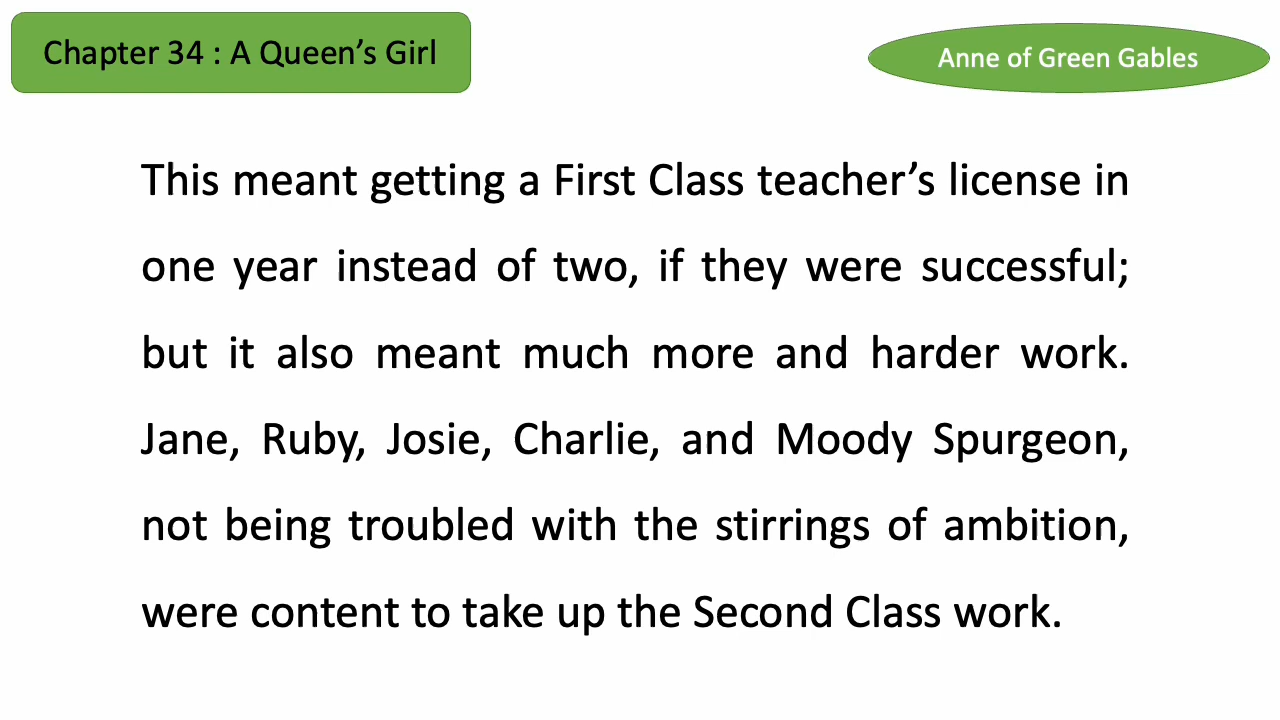 Chapter 34 : A Queen’s Girl
Anne of Green Gables
This meant getting a First Class teacher’s license in
one year instead of two, if they were successful;
but it also meant much more and harder work.
Jane, Ruby, Josie, Charlie, and Moody Spurgeon,
not being troubled with the stirrings of ambition,
were content to take up the Second Class work.